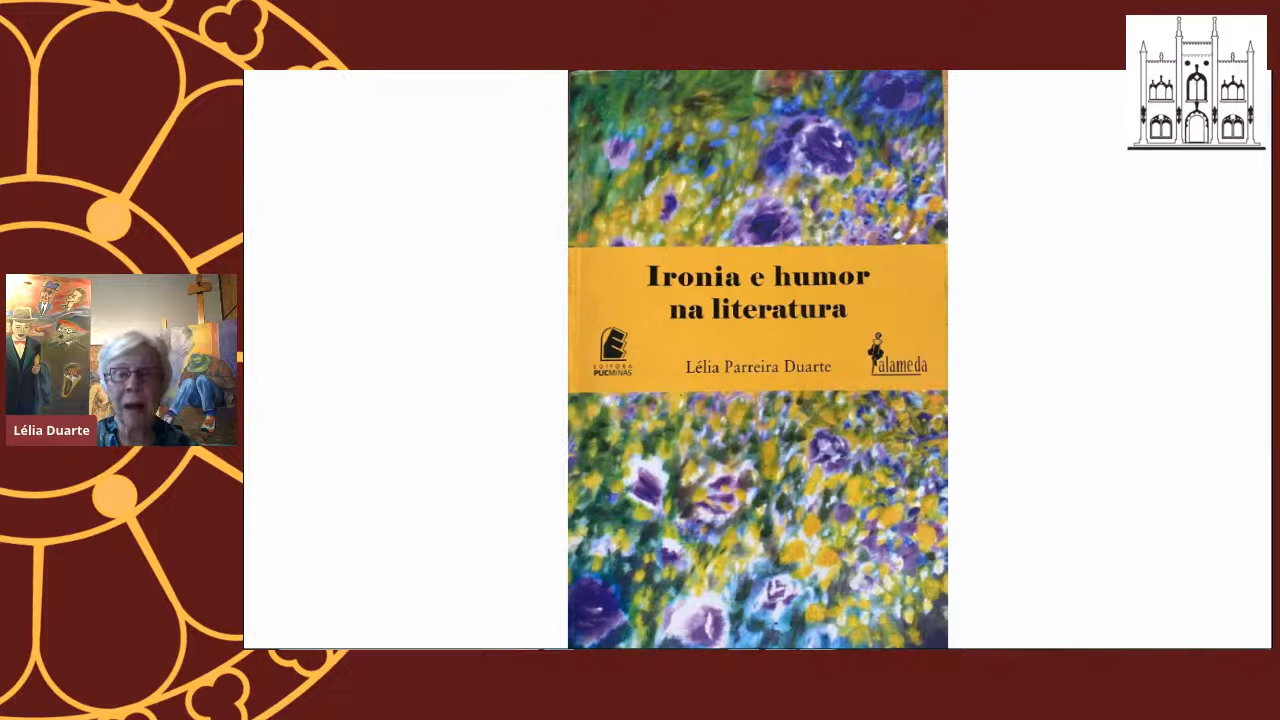 Ironia e humor
na literatura
EDITORA
PUCMINAS
Lélia Parreira Duarte
alameda
Lélia Duarte